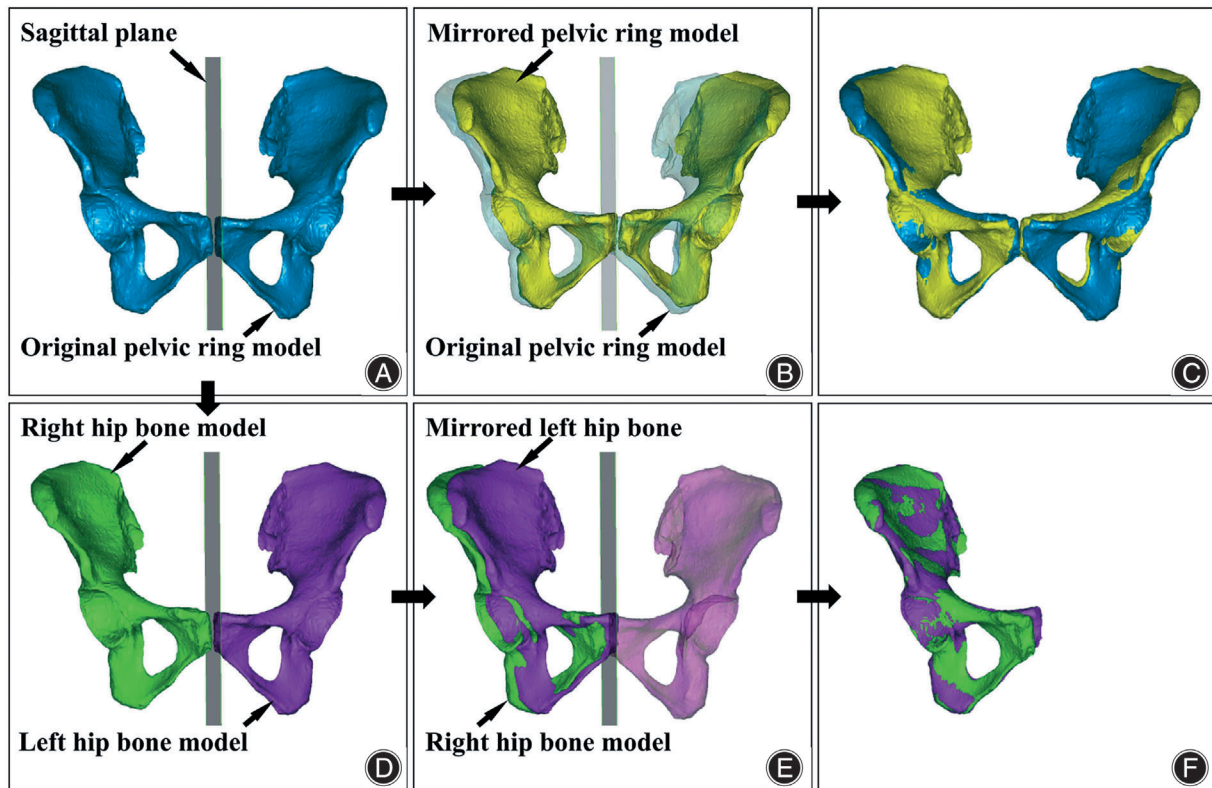 Sagittal plane
Original pelvic ring model
A
Mirrored pelvic ring model
Original pelvic ring model
B
C
Right hip bone model
Left hip bone model
D
Mirrored left hip bone
Right hip bone model
E
F